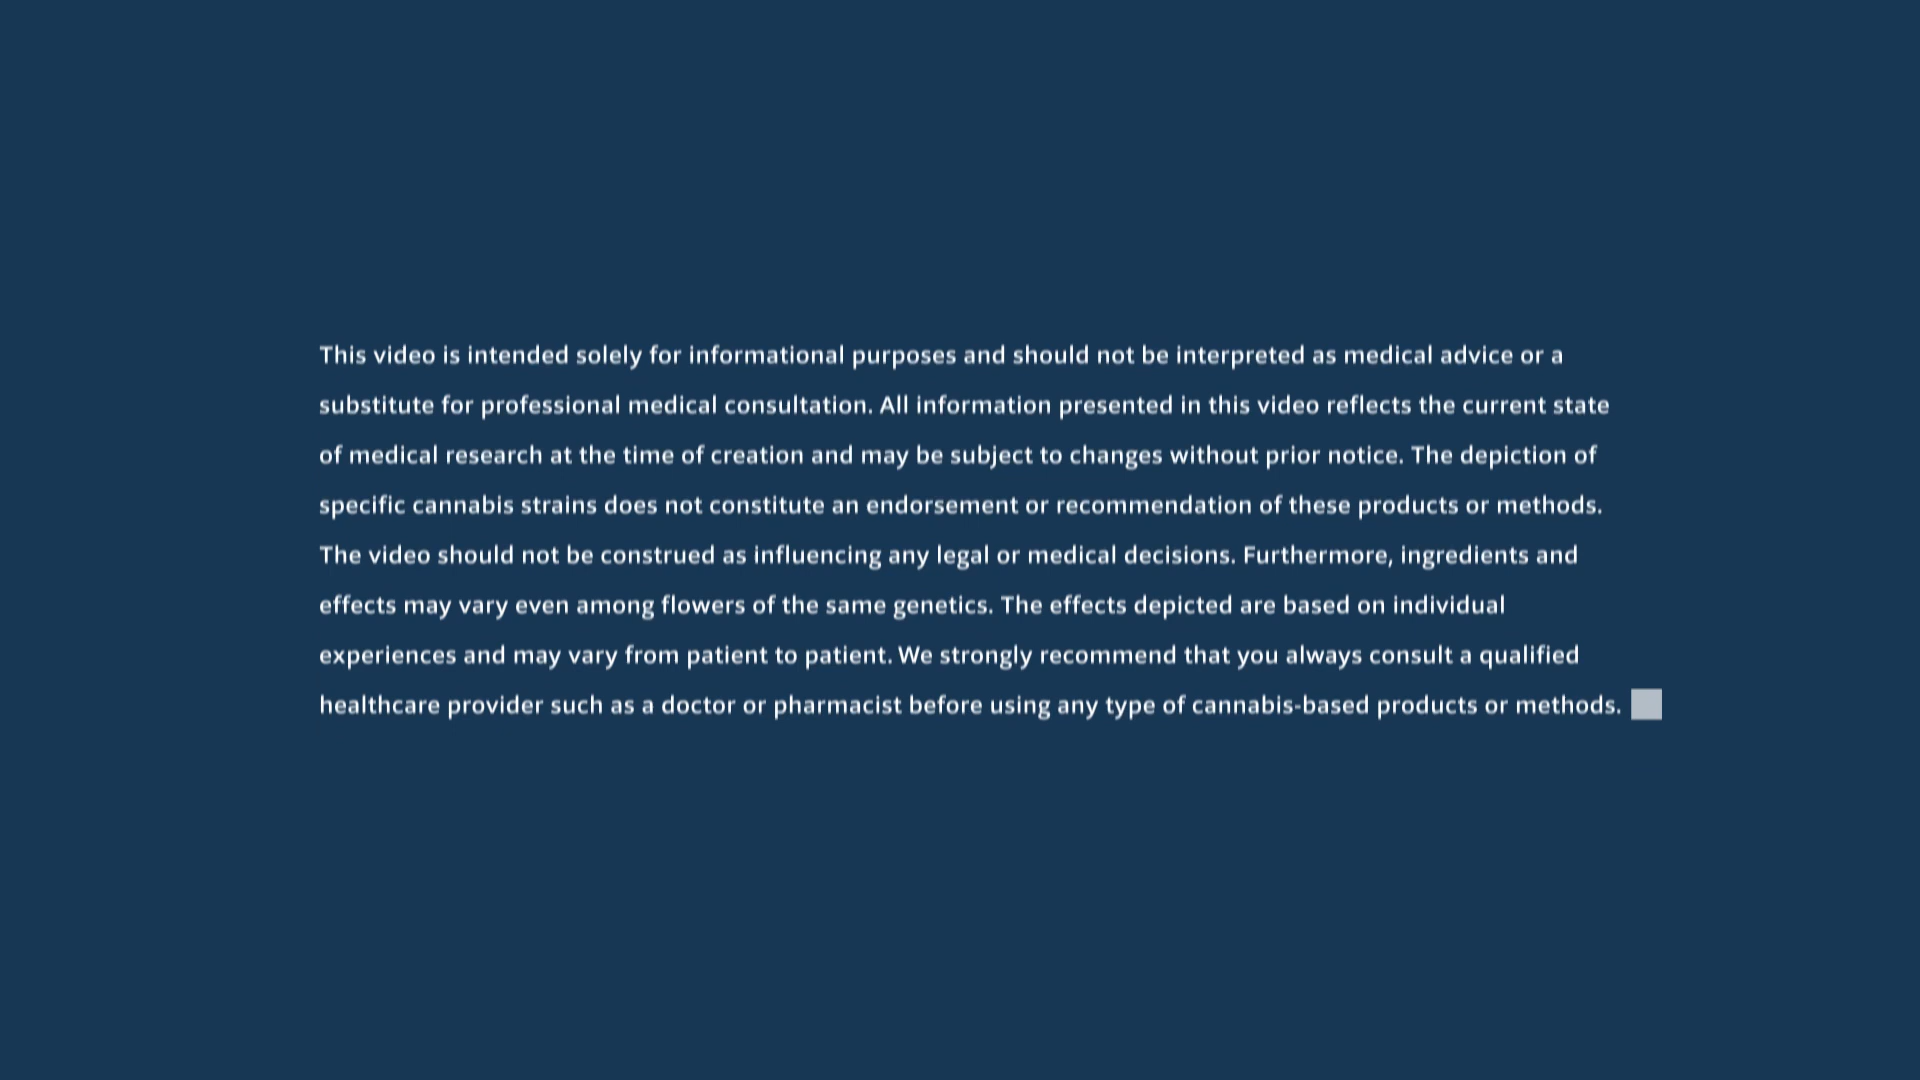 This video is intended solely for informational purposes and should not be interpreted as medical advice or a
substitute for professional medical consultation. All information presented in this video reflects the current state
of medical research at the time of creation and may be subject to changes without prior notice. The depiction of
specific cannabis strains does not constitute an endorsement or recommendation of these products or methods.
The video should not be construed as influencing any legal or medical decisions. Furthermore, ingredients and
effects may vary even among flowers of the same genetics. The effects depicted are based on individual
experiences and may vary from patient to patient. We strongly recommend that you always consult a qualified
healthcare provider such as a doctor or pharmacist before using any type of cannabis-based products or methods.